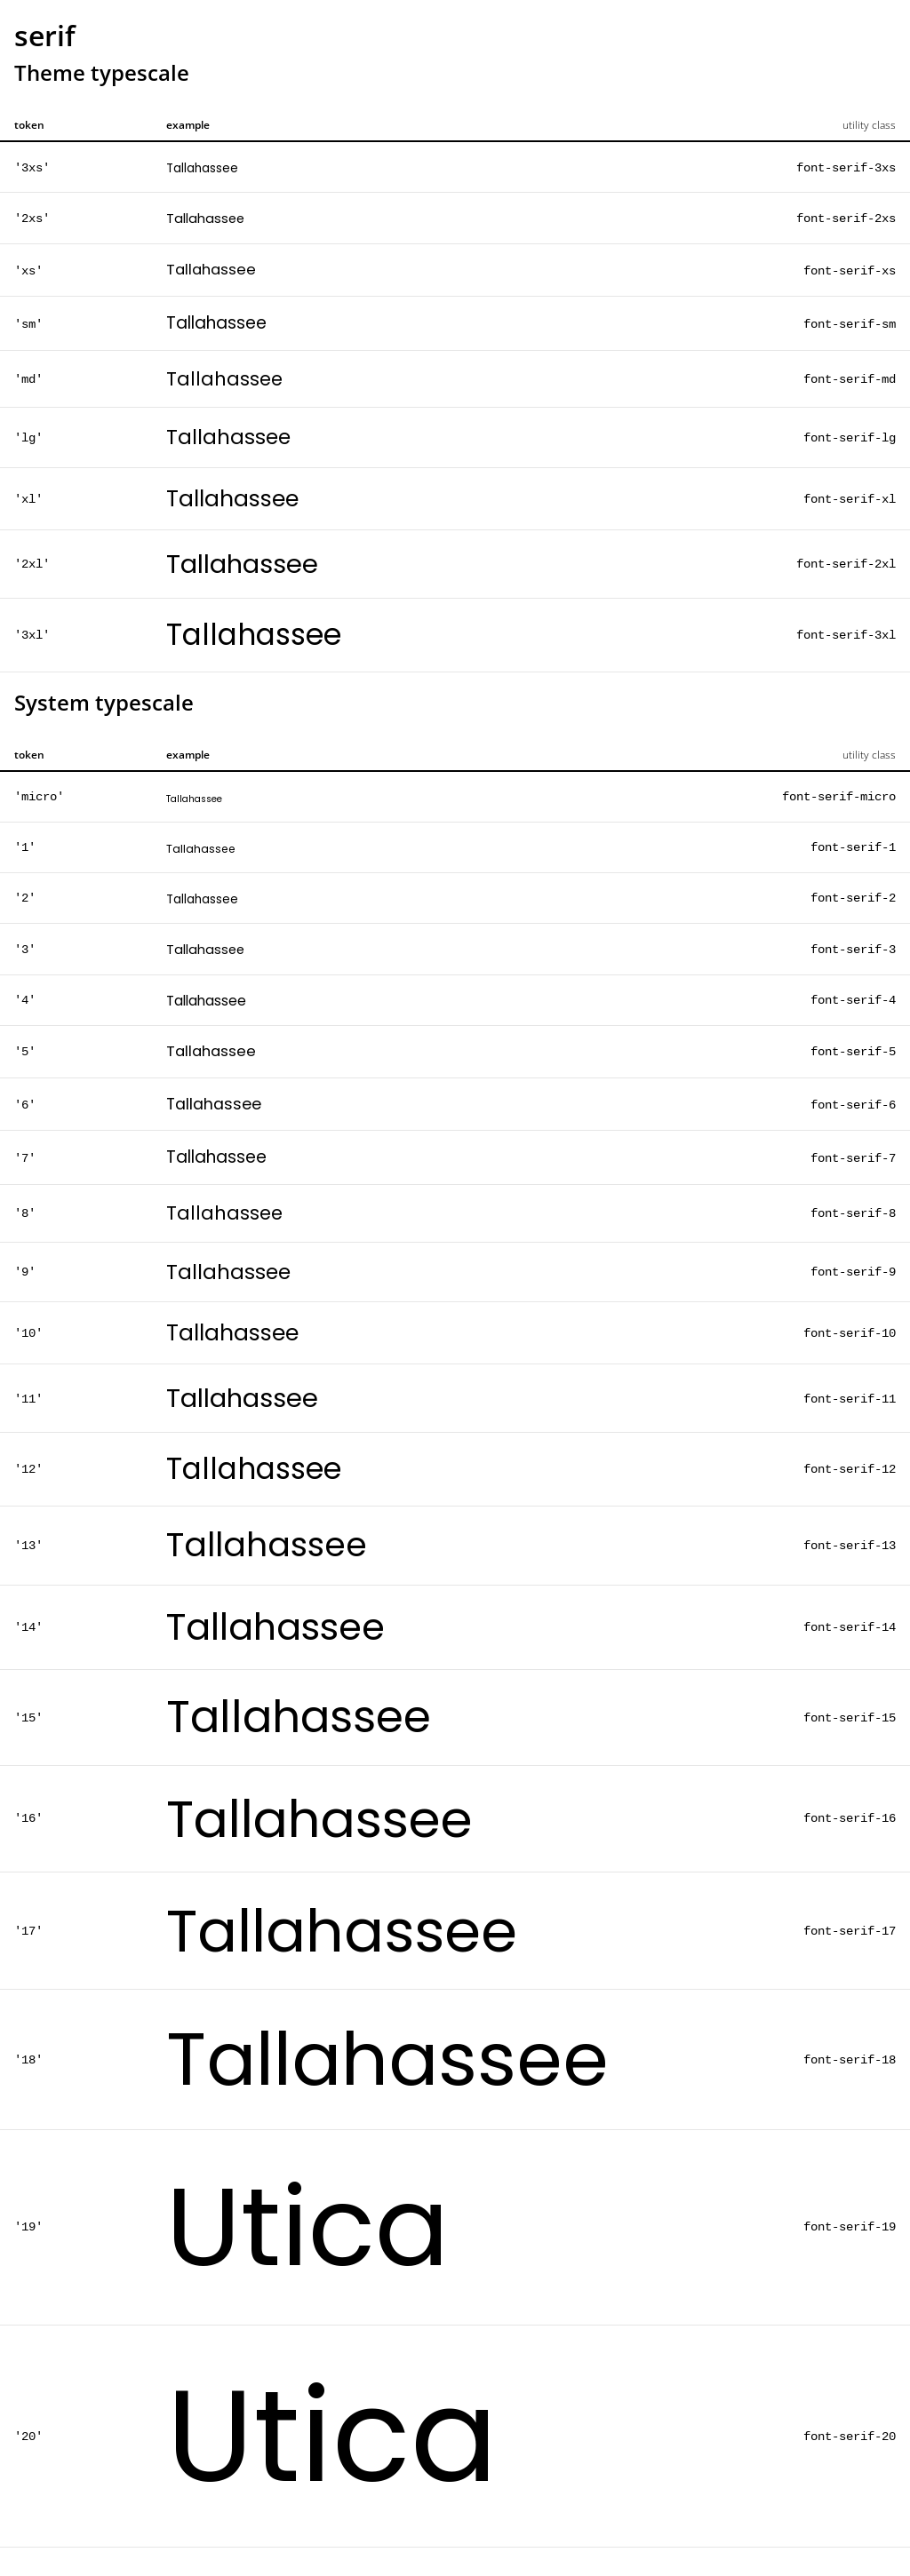 serif
Theme typescale
token example utility class
'3xs' Tallahassee font-serif-3xs
'2xs' Tallahassee font-serif-2xs
'xs' Tallahassee font-serif-xs
'sm' Tallahassee font-serif-sm
'md' Tallahassee font-serif-md
'lg' Tallahassee font-serif-lg
'xl' Tallahassee font-serif-xl
'2xl' Tallahassee font-serif-2xl
'3xl' Tallahassee font-serif-3xl
System typescale
token example utility class
'micro' Tallahassee font-serif-micro
'1' Tallahassee font-serif-1
'2' Tallahassee font-serif-2
'3' Tallahassee font-serif-3
'4' Tallahassee font-serif-4
'5' Tallahassee font-serif-5
'6' Tallahassee font-serif-6
'7' Tallahassee font-serif-7
'8' Tallahassee font-serif-8
'9' Tallahassee font-serif-9
'10' Tallahassee font-serif-10
'11' Tallahassee font-serif-11
'12' Tallahassee font-serif-12
'13' Tallahassee font-serif-13
'14' Tallahassee font-serif-14
'15' Tallahassee font-serif-15
'16' Tallahassee font-serif-16
'17' Tallahassee font-serif-17
'18' Tallahassee font-serif-18
'19' Utica font-serif-19
'20' Utica font-serif-20